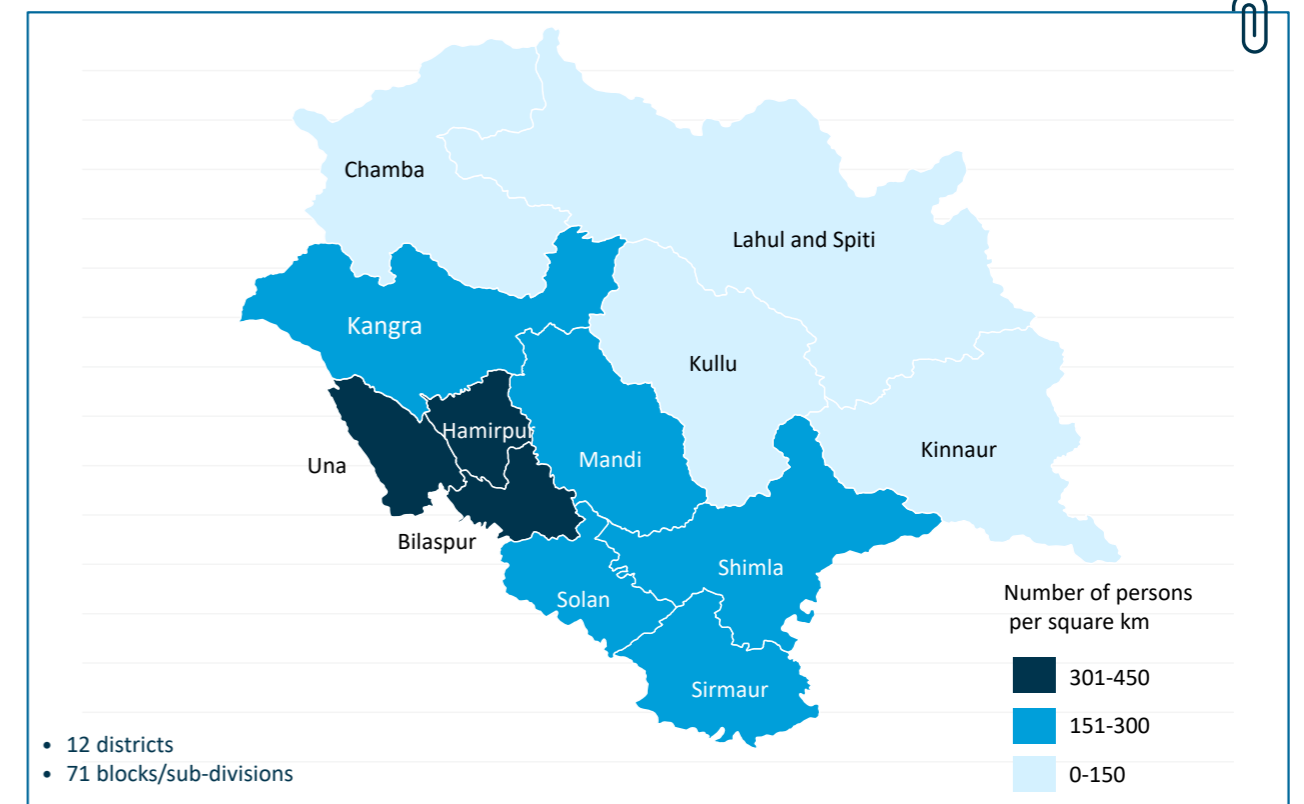 Chamba
Lahul and Spiti
Kangra
Kullu
Hamirpur
Kinnaur
Mandi
Una
Bilaspur
Shimla
Solan
Sirmaur
Number of persons
per square km
301-450
151-300
0-150
• 12 districts
• 71 blocks/sub-divisions